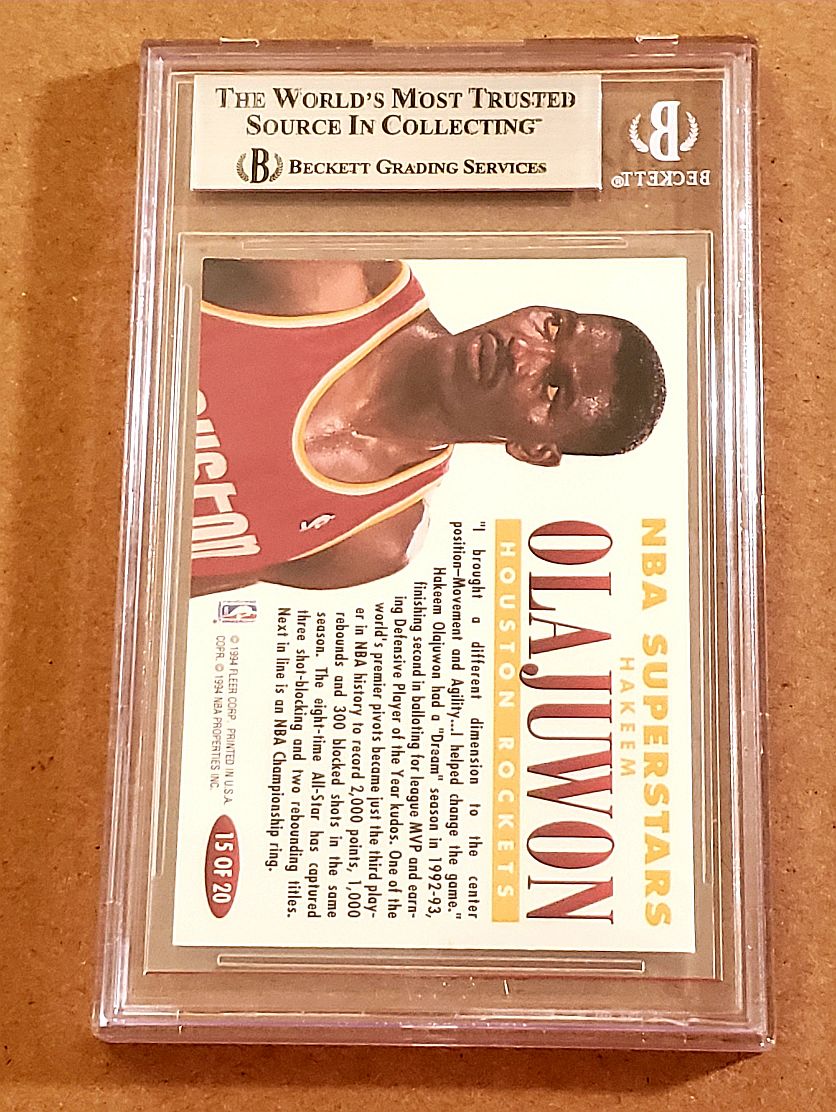 THE WORLD'S MOST TRUSTED
SOURCE IN COLLECTING™
B BECKETT GRADING SERVICES
B
BECKETT®
NBA SUPERSTARS
HAKEEM
OLAJUWON
HOUSTON ROCKETS
"I brought a different dimension to the center
position—Movement and Agility...I helped change the game."
Hakeem Olajuwon had a "Dream" season in 1992-93,
finishing second in balloting for league MVP and earn-
ing Defensive Player of the Year kudos. One of the
world's premier pivots became just the third play-
er in NBA history to record 2,000 points, 1,000
rebounds and 300 blocked shots in the same
season. The eight-time All-Star has captured
three shot-blocking and two rebounding titles.
Next in line is an NBA Championship ring.
© 1994 FLEER CORP. PRINTED IN U.S.A.
COPR. © 1994 NBA PROPERTIES INC.
15 OF 20